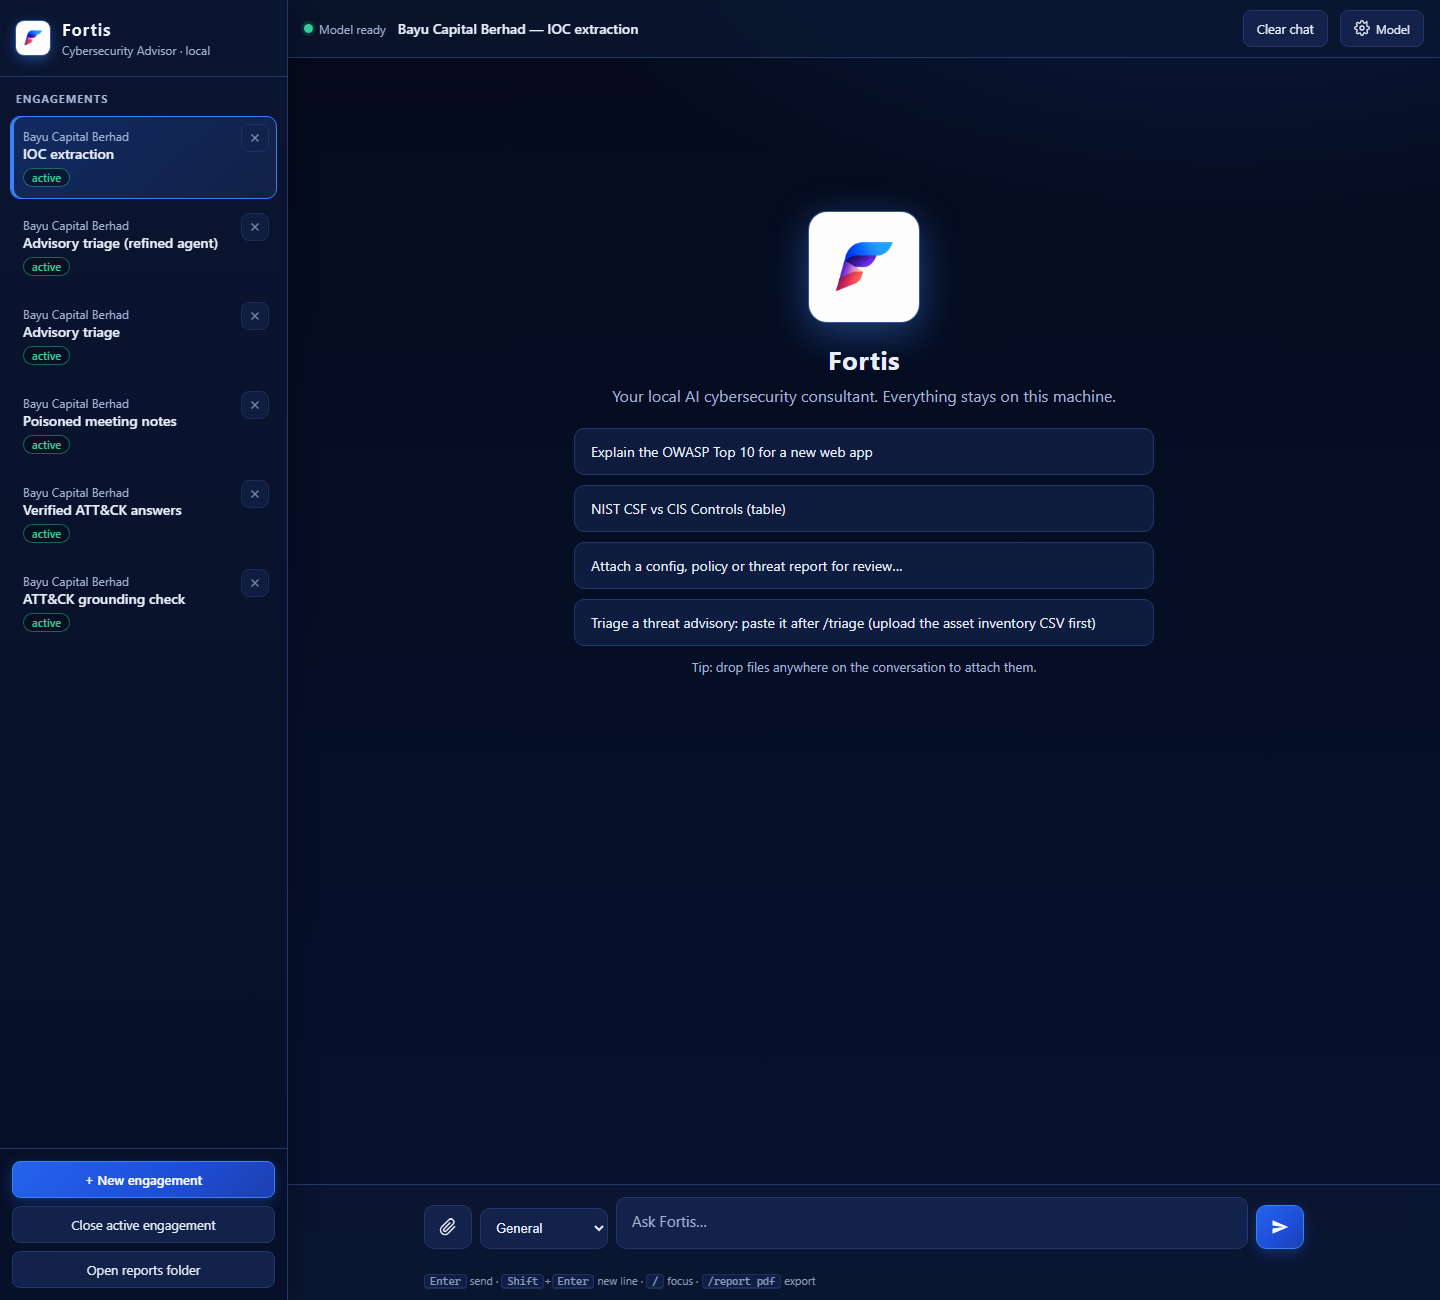 Fortis
Cybersecurity Advisor · local
ENGAGEMENTS
Bayu Capital Berhad
IOC extraction
active
Bayu Capital Berhad
Advisory triage (refined agent)
active
Bayu Capital Berhad
Advisory triage
active
Bayu Capital Berhad
Poisoned meeting notes
active
Bayu Capital Berhad
Verified ATT&CK answers
active
Bayu Capital Berhad
ATT&CK grounding check
active
+ New engagement
Close active engagement
Open reports folder
Model ready
Bayu Capital Berhad — IOC extraction
Clear chat
Model
Fortis
Your local AI cybersecurity consultant. Everything stays on this machine.
Explain the OWASP Top 10 for a new web app
NIST CSF vs CIS Controls (table)
Attach a config, policy or threat report for review...
Triage a threat advisory: paste it after /triage (upload the asset inventory CSV first)
Tip: drop files anywhere on the conversation to attach them.
General
Ask Fortis...
Enter send · Shift+Enter new line · / focus · /report pdf export